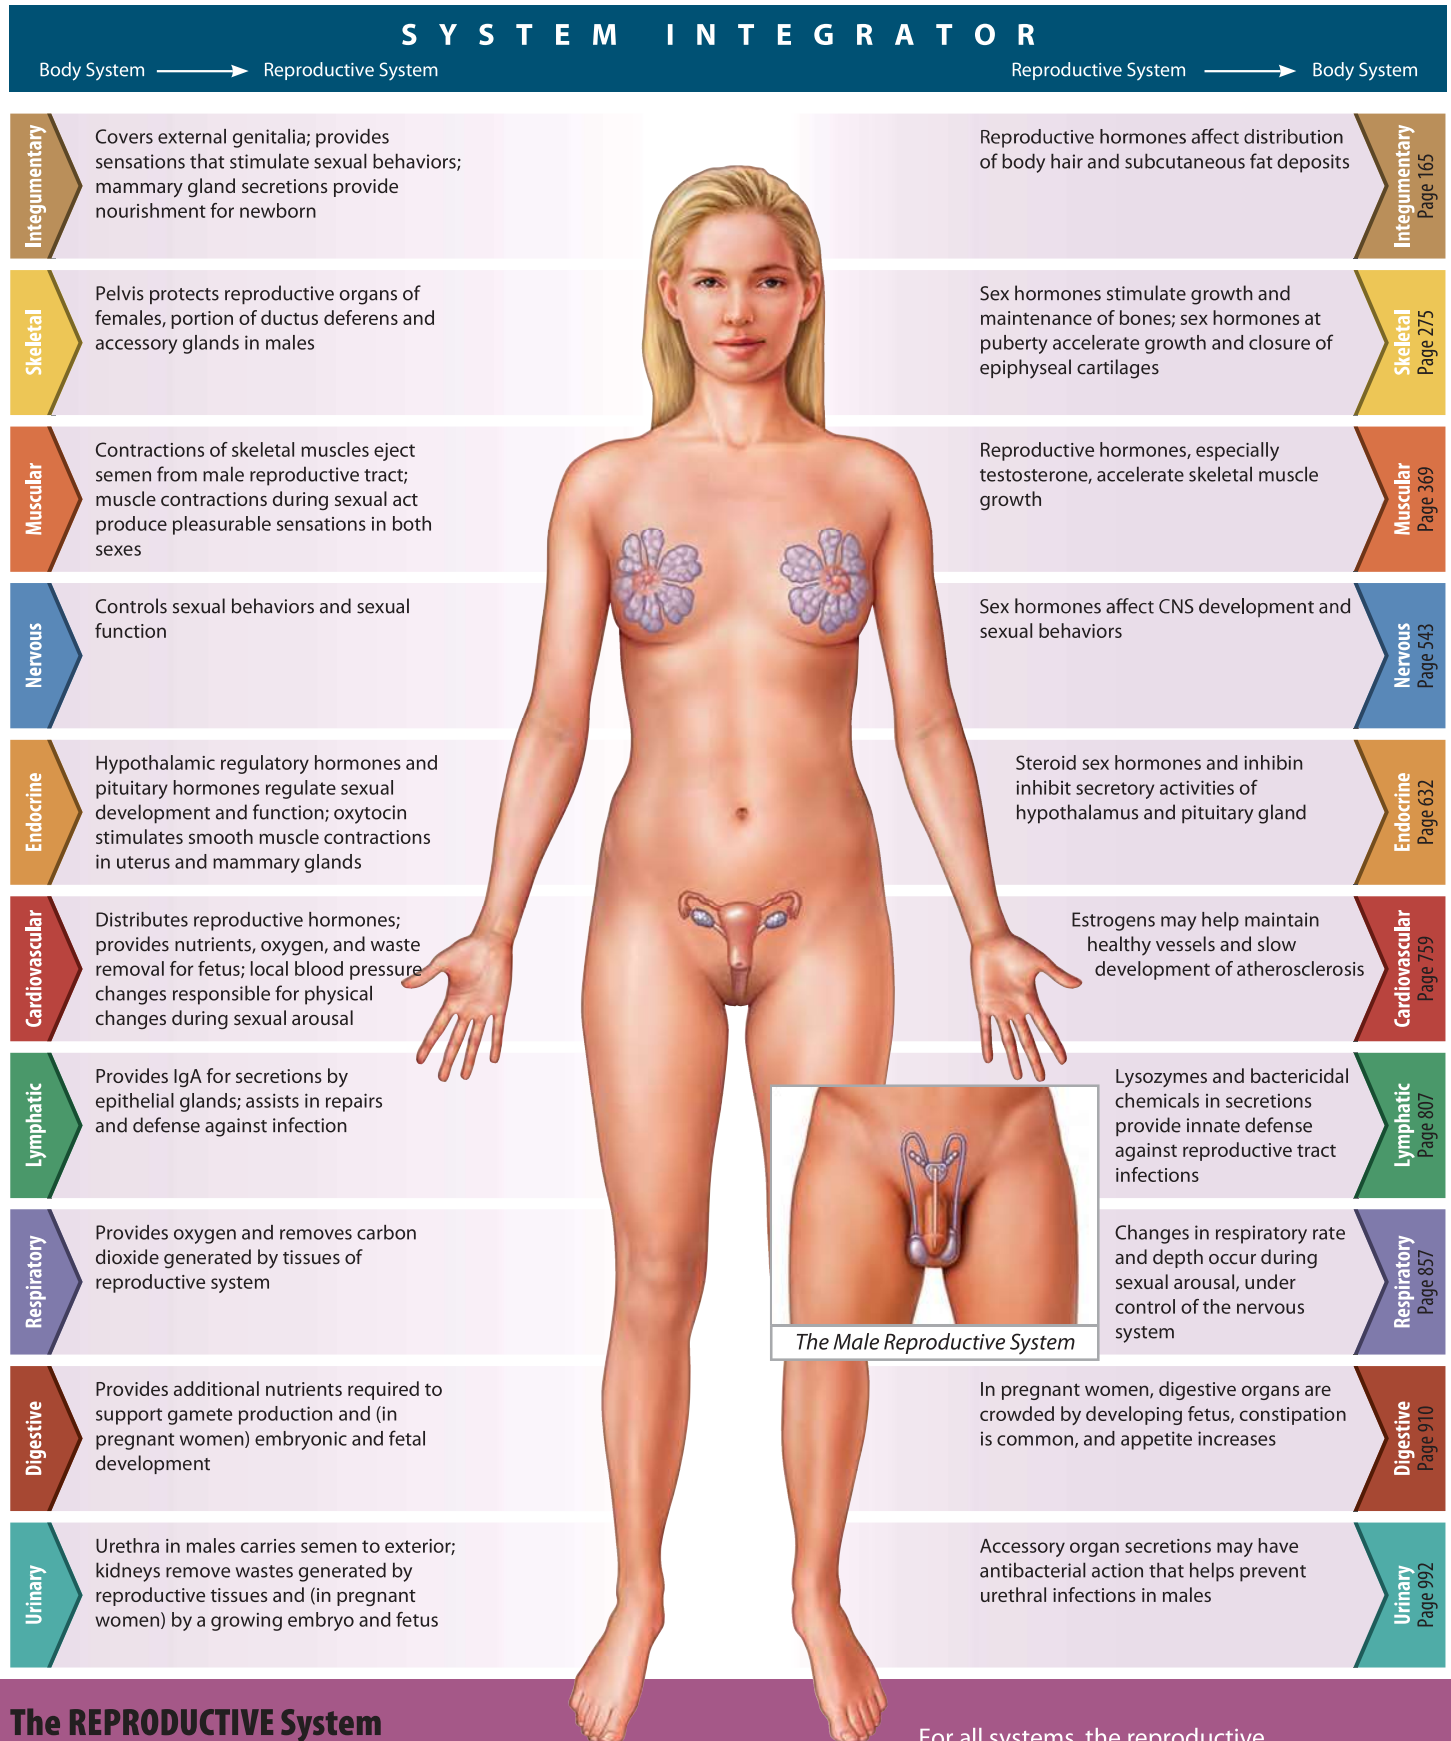 SYSTEM INTEGRATOR
Body System
Reproductive System
Reproductive System
Body System
Integumentary
Covers external genitalia; provides
sensations that stimulate sexual behaviors;
mammary gland secretions provide
nourishment for newborn
Reproductive hormones affect distribution
of body hair and subcutaneous fat deposits
Integumentary
Page 165
Skeletal
Pelvis protects reproductive organs of
females, portion of ductus deferens and
accessory glands in males
Sex hormones stimulate growth and
maintenance of bones; sex hormones at
puberty accelerate growth and closure of
epiphyseal cartilages
Skeletal
Page 275
Muscular
Contractions of skeletal muscles eject
semen from male reproductive tract;
muscle contractions during sexual act
produce pleasurable sensations in both
sexes
Reproductive hormones, especially
testosterone, accelerate skeletal muscle
growth
Muscular
Page 369
Nervous
Controls sexual behaviors and sexual
function
Sex hormones affect CNS development and
sexual behaviors
Nervous
Page 543
Endocrine
Hypothalamic regulatory hormones and
pituitary hormones regulate sexual
development and function; oxytocin
stimulates smooth muscle contractions
in uterus and mammary glands
Steroid sex hormones and inhibin
inhibit secretory activities of
hypothalamus and pituitary gland
Endocrine
Page 632
Cardiovascular
Distributes reproductive hormones;
provides nutrients, oxygen, and waste
removal for fetus; local blood pressure
changes responsible for physical
changes during sexual arousal
Estrogens may help maintain
healthy vessels and slow
development of atherosclerosis
Cardiovascular
Page 759
Lymphatic
Provides IgA for secretions by
epithelial glands; assists in repairs
and defense against infection
Lysozymes and bactericidal
chemicals in secretions
provide innate defense
against reproductive tract
infections
Lymphatic
Page 807
Respiratory
Provides oxygen and removes carbon
dioxide generated by tissues of
reproductive system
Changes in respiratory rate
and depth occur during
sexual arousal, under
control of the nervous
system
Respiratory
Page 857
The Male Reproductive System
Digestive
Provides additional nutrients required to
support gamete production and (in
pregnant women) embryonic and fetal
development
In pregnant women, digestive organs are
crowded by developing fetus, constipation
is common, and appetite increases
Digestive
Page 910
Urinary
Urethra in males carries semen to exterior;
kidneys remove wastes generated by
reproductive tissues and (in pregnant
women) by a growing embryo and fetus
Accessory organ secretions may have
antibacterial action that helps prevent
urethral infections in males
Urinary
Page 992
The REPRODUCTIVE System
For all systems, the reproductive